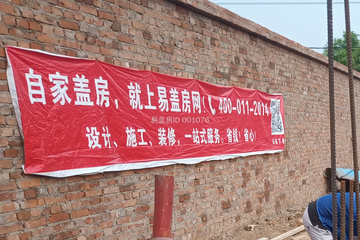 自家盖房，就上易盖房网 400-011-2074
易盖房ID 001076
设计、施工、装修，一站式服务，省钱！省心！